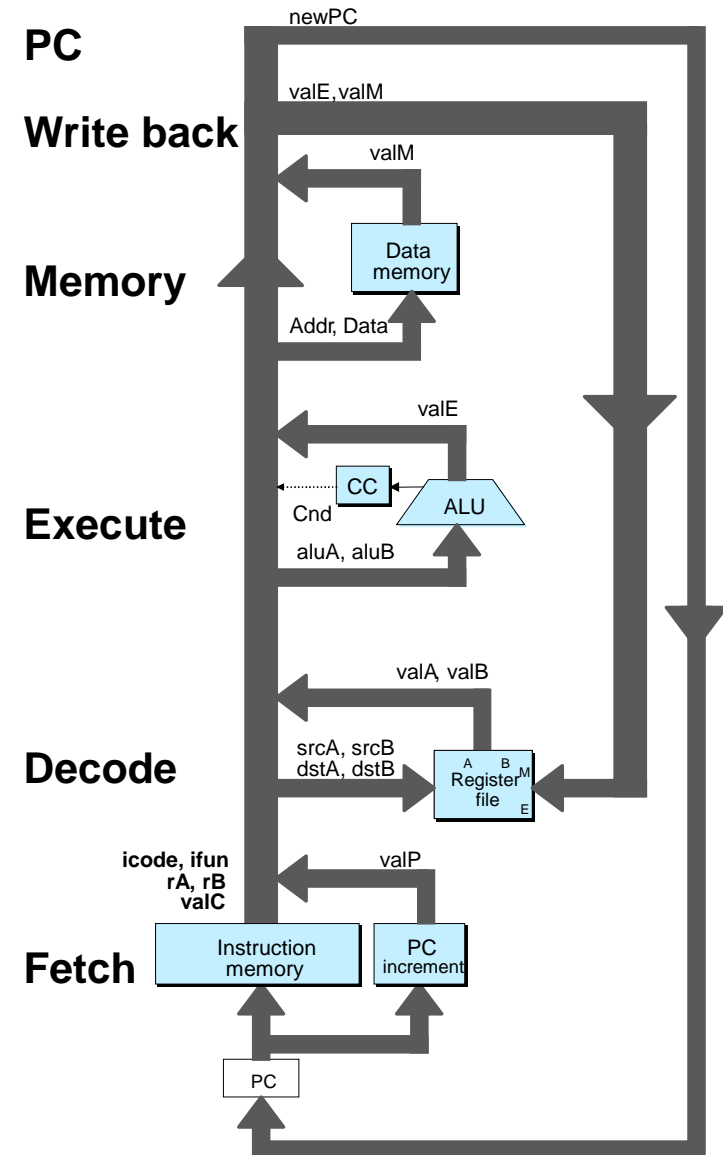 newPC
PC
valE, valM
Write back
valM
Data
memory
Memory
Addr, Data
valE
CC
ALU
Cnd
Execute
aluA, aluB
valA, valB
srcA, srcB
dstA, dstB
Decode
A B
M
Register
file
E
icode, ifun
rA, rB
valC
valP
Instruction
memory
PC
increment
Fetch
PC